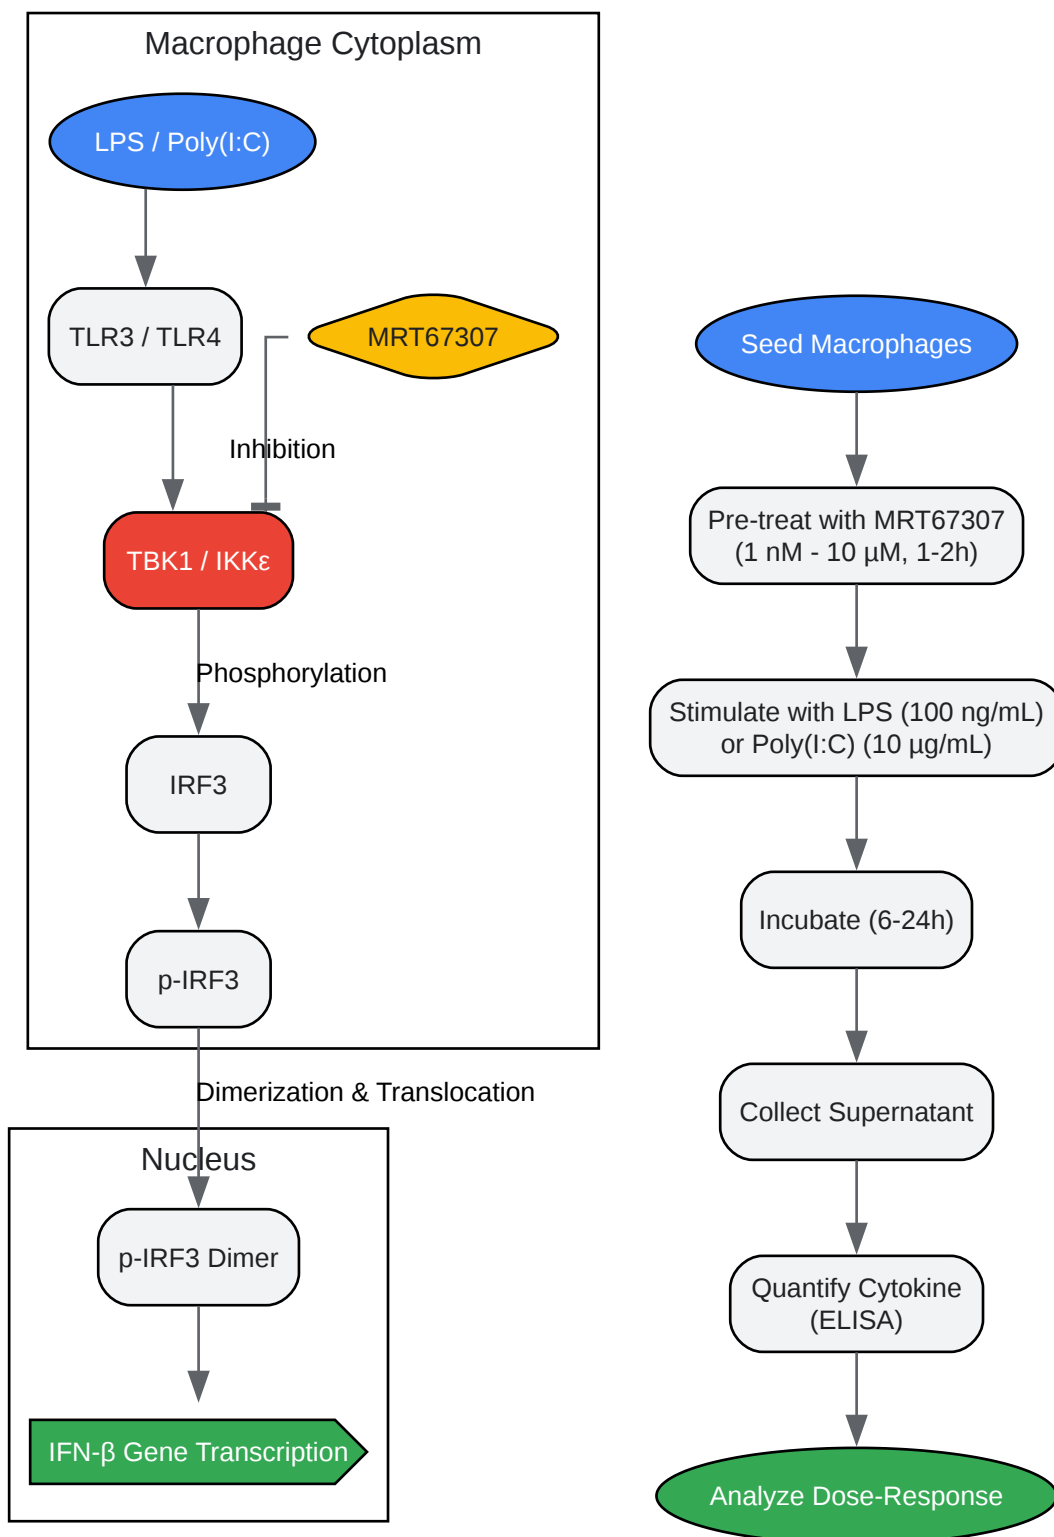 Macrophage Cytoplasm
LPS / Poly(I:C)
TLR3 / TLR4
MRT67307
Inhibition
TBK1 / IKKε
Phosphorylation
IRF3
p-IRF3
Dimerization & Translocation
Nucleus
p-IRF3 Dimer
IFN-β Gene Transcription
Seed Macrophages
Pre-treat with MRT67307
(1 nM - 10 µM, 1-2h)
Stimulate with LPS (100 ng/mL)
or Poly(I:C) (10 µg/mL)
Incubate (6-24h)
Collect Supernatant
Quantify Cytokine
(ELISA)
Analyze Dose-Response